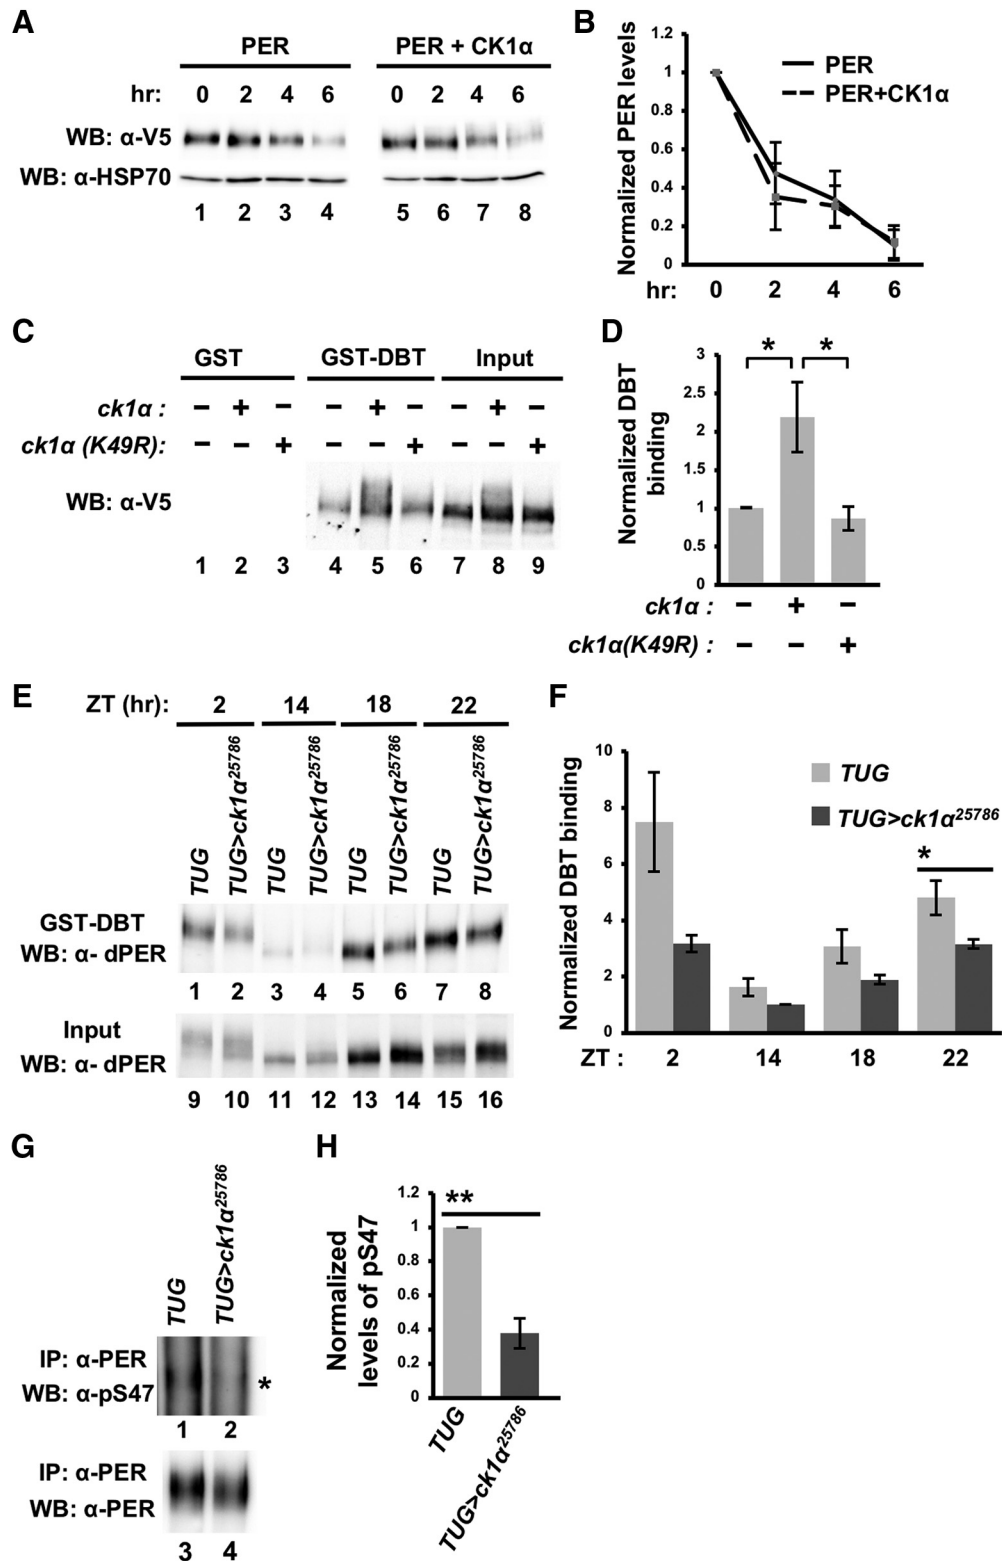 A
PER
PER + CK1α
hr: 0 2 4 6 0 2 4 6
WB: α-V5
WB: α-HSP70
1 2 3 4 5 6 7 8
B
Normalized PER levels
1.2
1
0.8
0.6
0.4
0.2
0
PER
PER+CK1α
hr: 0 2 4 6
C
GST GST-DBT Input
ck1α : – + – – + – – + –
ck1α (K49R): – – + – – + – – +
WB: α-V5
1 2 3 4 5 6 7 8 9
D
Normalized DBT
binding
3
2.5
2
1.5
1
0.5
0
* *
ck1α : – + –
ck1α(K49R) : – – +
E
ZT (hr): 2 14 18 22
TUG TUG>ck1α25786 TUG TUG>ck1α25786 TUG TUG>ck1α25786 TUG TUG>ck1α25786
GST-DBT
WB: α- dPER
1 2 3 4 5 6 7 8
Input
WB: α- dPER
9 10 11 12 13 14 15 16
F
Normalized DBT binding
10
8
6
4
2
0
TUG
TUG>ck1α25786
*
ZT : 2 14 18 22
G
TUG TUG>ck1α25786
IP: α-PER
WB: α-pS47
*
1 2
IP: α-PER
WB: α-PER
3 4
H
Normalized
levels of pS47
1.2
1
0.8
0.6
0.4
0.2
0
**
TUG
TUG>ck1α25786